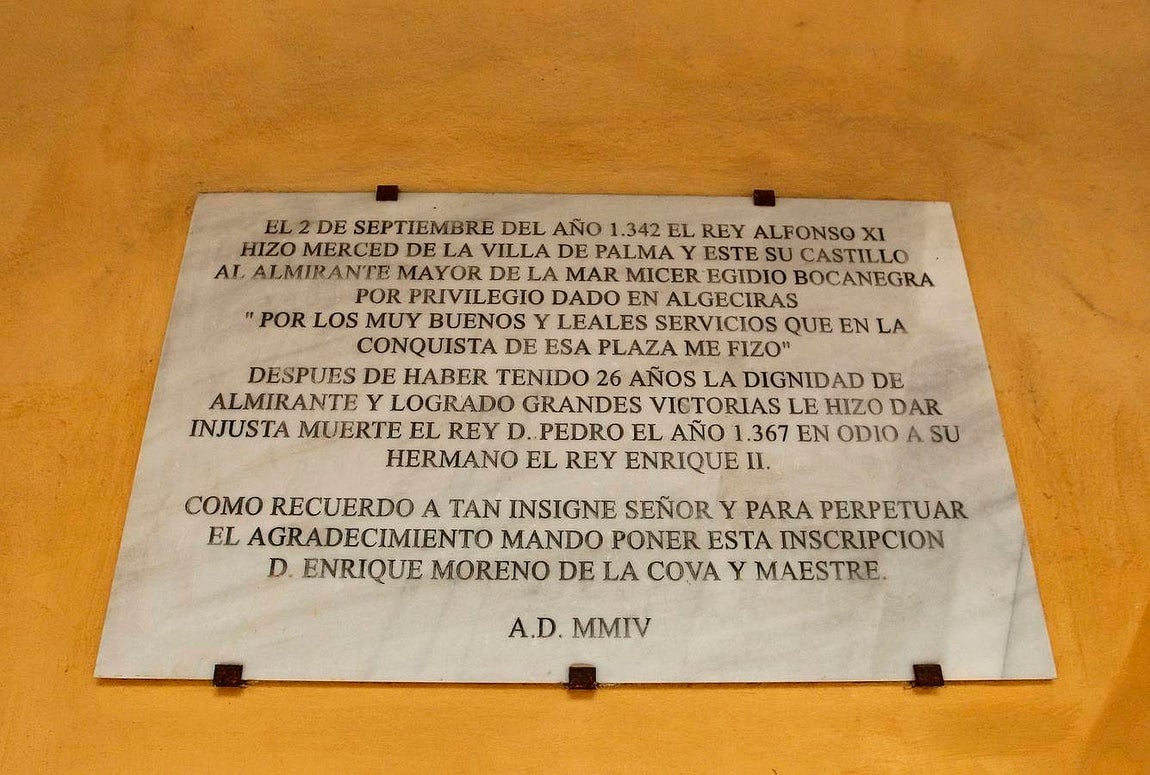 EL 2 DE SEPTIEMBRE DEL AÑO 1.342 EL REY ALFONSO XI
HIZO MERCED DE LA VILLA DE PALMA Y ESTE SU CASTILLO
AL ALMIRANTE MAYOR DE LA MAR MICER EGIDIO BOCANEGRA
POR PRIVILEGIO DADO EN ALGECIRAS
" POR LOS MUY BUENOS Y LEALES SERVICIOS QUE EN LA
CONQUISTA DE ESA PLAZA ME FIZO"
DESPUES DE HABER TENIDO 26 AÑOS LA DIGNIDAD DE
ALMIRANTE Y LOGRADO GRANDES VICTORIAS LE HIZO DAR
INJUSTA MUERTE EL REY D. PEDRO EL AÑO 1.367 EN ODIO A SU
HERMANO EL REY ENRIQUE II.
COMO RECUERDO A TAN INSIGNE SEÑOR Y PARA PERPETUAR
EL AGRADECIMIENTO MANDO PONER ESTA INSCRIPCION
D. ENRIQUE MORENO DE LA COVA Y MAESTRE.
A.D. MMIV